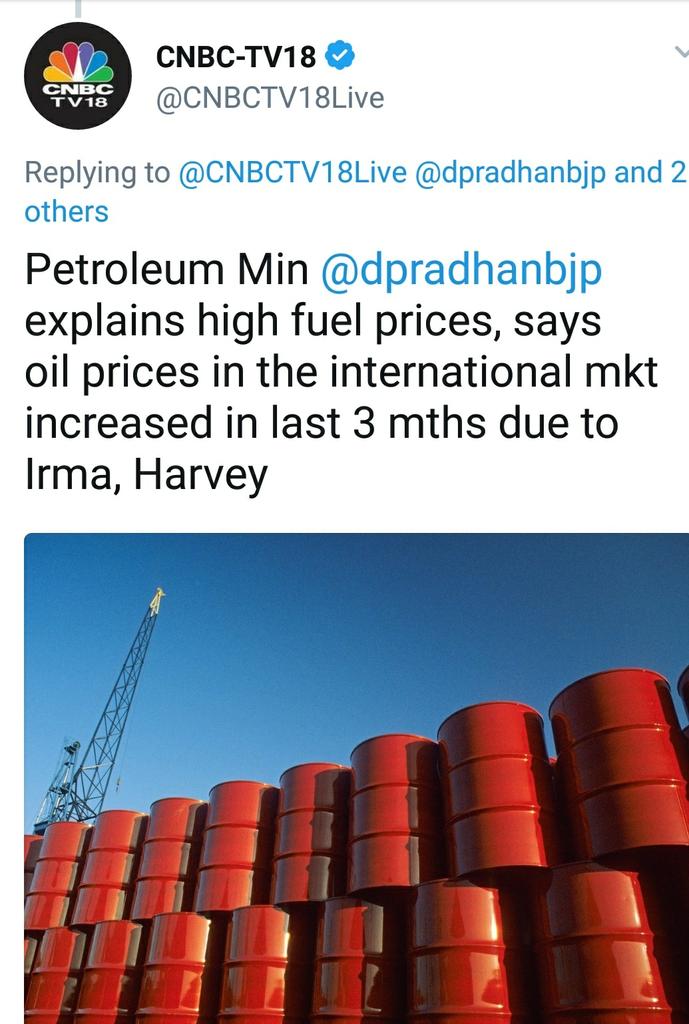 CNBC
TV18
CNBC-TV18
@CNBCTV18Live
Replying to @CNBCTV18Live @dpradhanbjp and 2
others
Petroleum Min @dpradhanbjp
explains high fuel prices, says
oil prices in the international mkt
increased in last 3 mths due to
Irma, Harvey